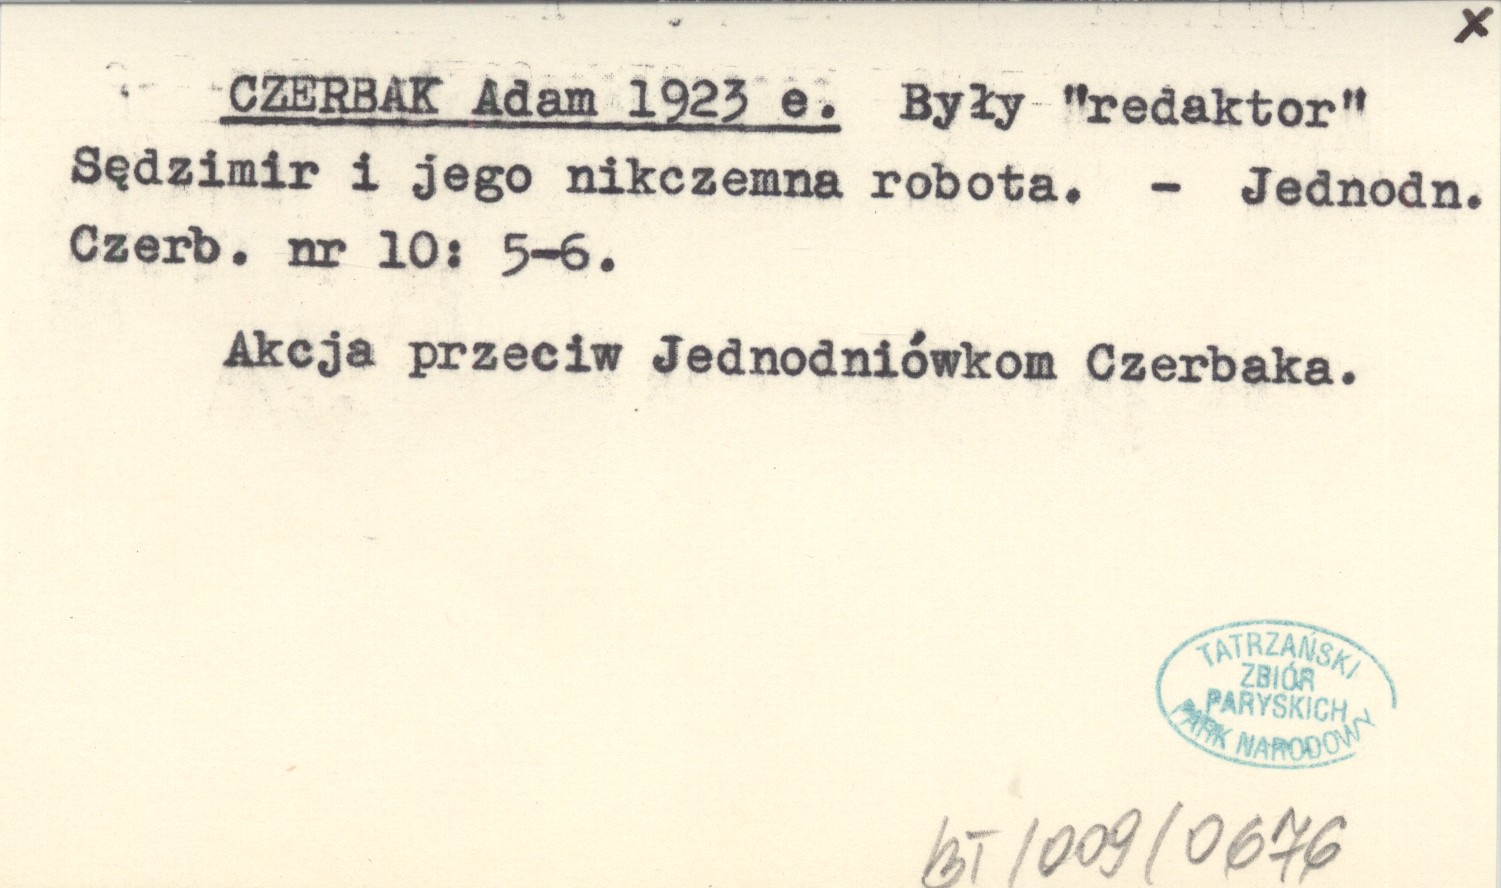 x
CZERBAK Adam 1923 e. Były "redaktor"
Sędzimir i jego nikczemna robota. - Jednodn.
Czerb. nr 10: 5-6.
Akcja przeciw Jednodniówkom Czerbaka.
TATRZAŃSKI
ZBIÓR
PARYSKICH
PARK NARODOWY
BT/009/0676